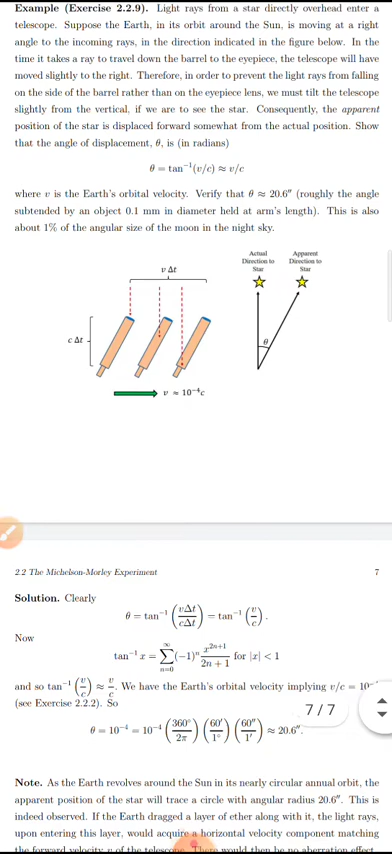 Example (Exercise 2.2.9). Light rays from a star directly overhead enter a
telescope. Suppose the Earth, in its orbit around the Sun, is moving at a right
angle to the incoming rays, in the direction indicated in the figure below. In the
time it takes a ray to travel down the barrel to the eyepiece, the telescope will have
moved slightly to the right. Therefore, in order to prevent the light rays from falling
on the side of the barrel rather than on the eyepiece lens, we must tilt the telescope
slightly from the vertical, if we are to see the star. Consequently, the apparent
position of the star is displaced forward somewhat from the actual position. Show
that the angle of displacement, θ, is (in radians)
θ = tan⁻¹(v/c) ≈ v/c
where v is the Earth's orbital velocity. Verify that θ ≈ 20.6″ (roughly the angle
subtended by an object 0.1 mm in diameter held at arm's length). This is also
about 1% of the angular size of the moon in the night sky.
Actual
Direction to
Star
Apparent
Direction to
Star
v Δt
θ
c Δt
v ≈ 10⁻⁴c
2.2 The Michelson-Morley Experiment 7
Solution. Clearly
θ = tan⁻¹ (vΔt/cΔt) = tan⁻¹ (v/c).
Now
tan⁻¹ x = ∑ₙ₌₀^∞ (−1)ⁿ x²ⁿ⁺¹/2n + 1 for |x| < 1
and so tan⁻¹ (v/c) ≈ v/c. We have the Earth's orbital velocity implying v/c = 10⁻
(see Exercise 2.2.2). So
7 / 7
θ = 10⁻⁴ = 10⁻⁴ (360°/2π) (60′/1°) (60″/1′) ≈ 20.6″.
Note. As the Earth revolves around the Sun in its nearly circular annual orbit, the
apparent position of the star will trace a circle with angular radius 20.6″. This is
indeed observed. If the Earth dragged a layer of ether along with it, the light rays,
upon entering this layer, would acquire a horizontal velocity component matching
the forward velocity v of the telescope. There would then be no aberration effect.